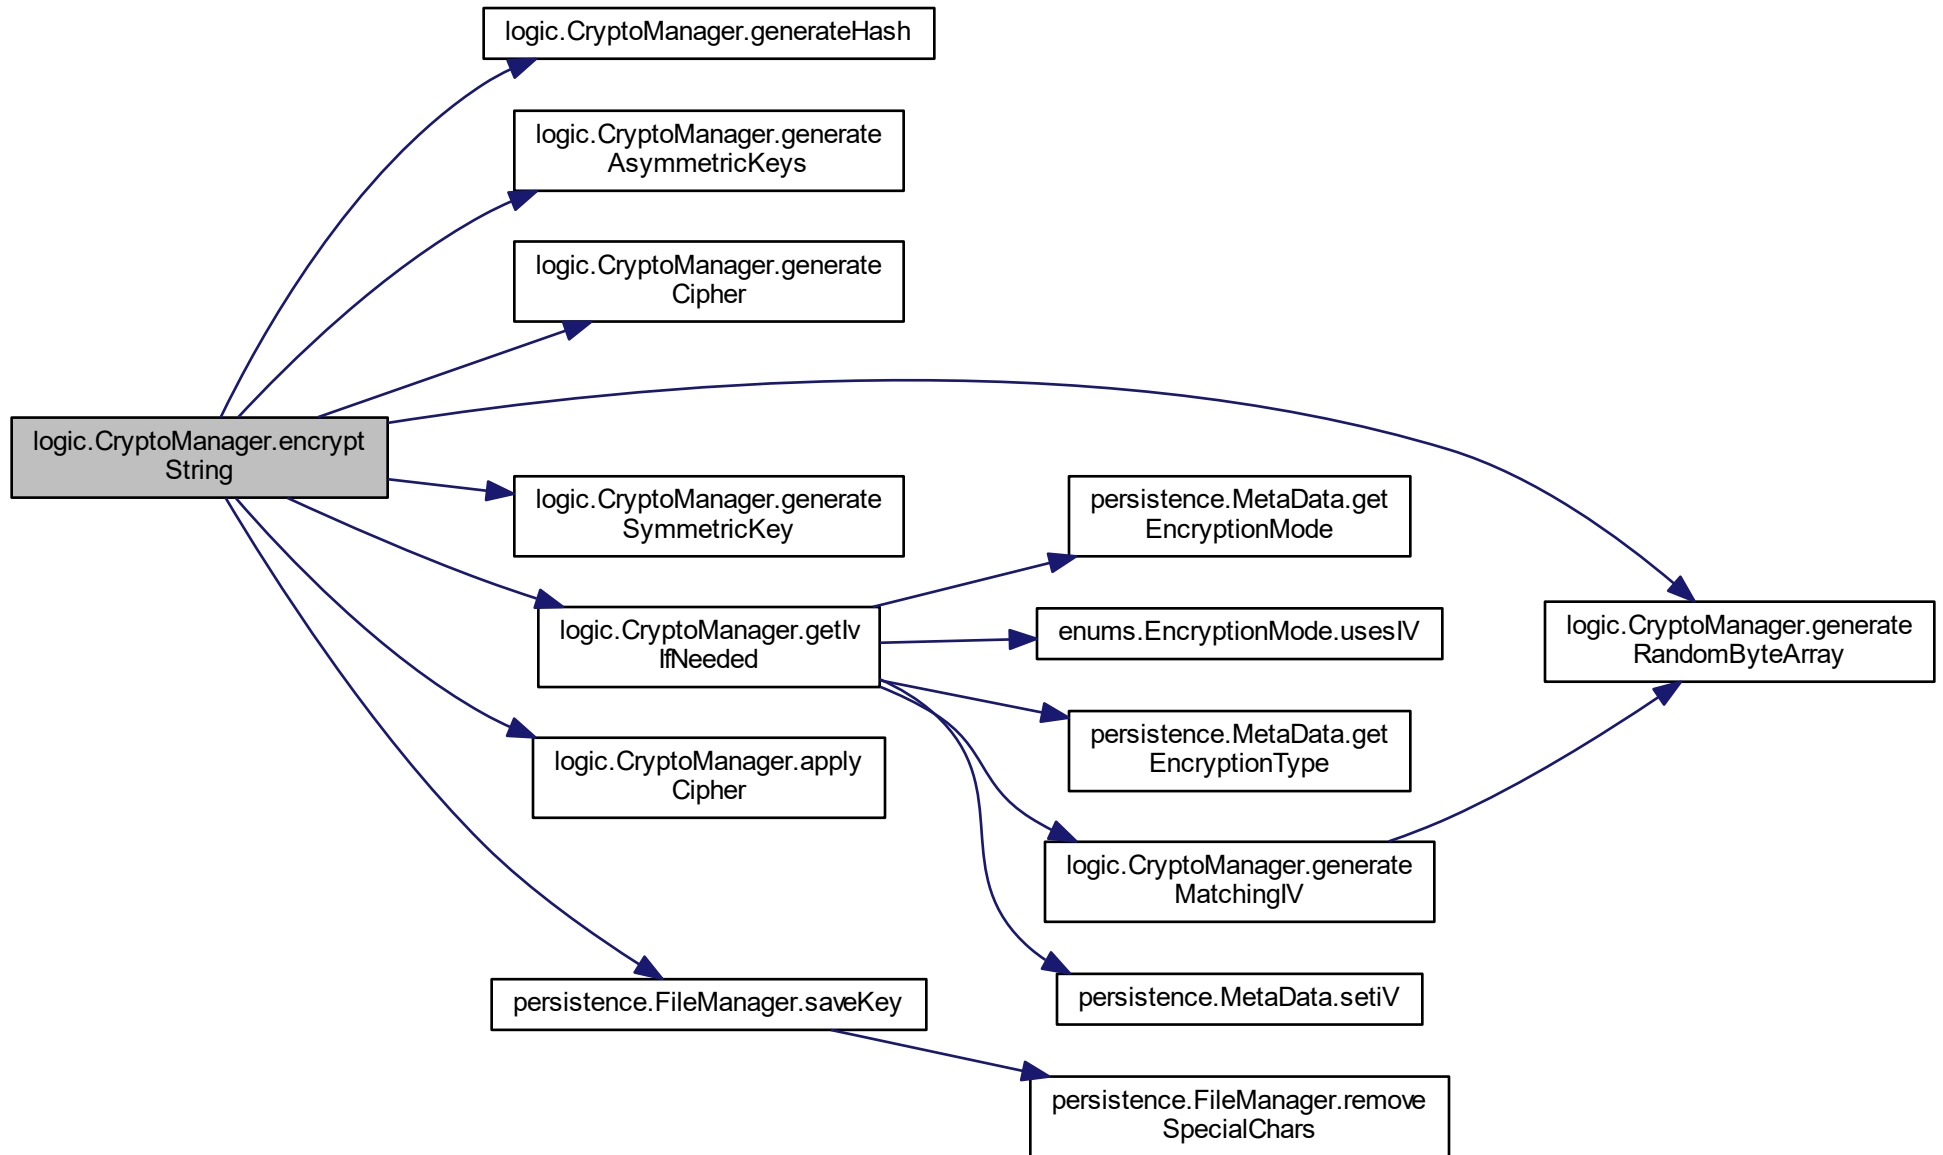 logic.CryptoManager.generateHash
logic.CryptoManager.generate
AsymmetricKeys
logic.CryptoManager.generate
Cipher
logic.CryptoManager.encrypt
String
logic.CryptoManager.generate
SymmetricKey
logic.CryptoManager.getIv
IfNeeded
logic.CryptoManager.apply
Cipher
persistence.FileManager.saveKey
persistence.MetaData.get
EncryptionMode
enums.EncryptionMode.usesIV
persistence.MetaData.get
EncryptionType
logic.CryptoManager.generate
MatchingIV
persistence.MetaData.setiV
persistence.FileManager.remove
SpecialChars
logic.CryptoManager.generate
RandomByteArray